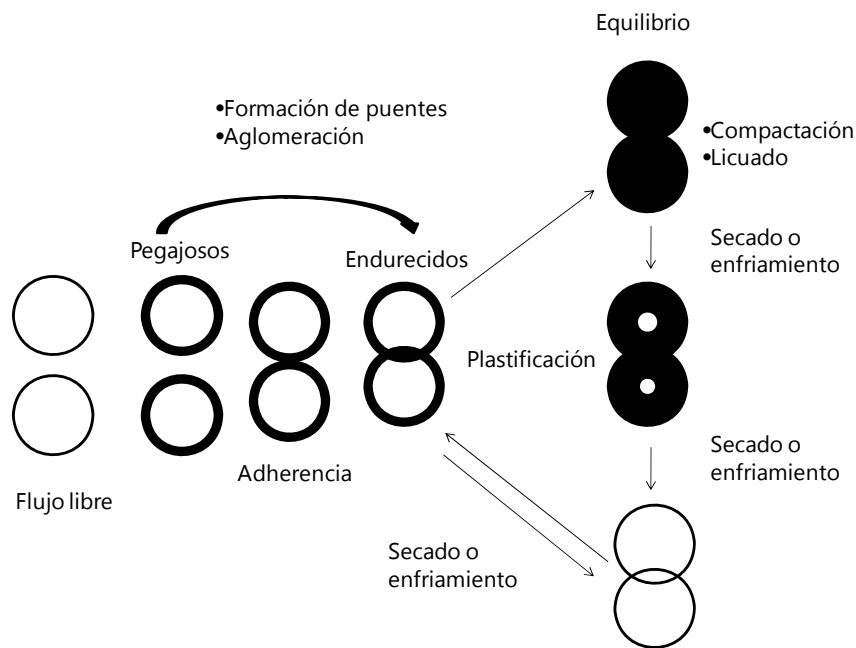 Equilibrio
•Formación de puentes
•Aglomeración
•Compactación
•Licuado
Pegajosos
Endurecidos
Secado o
enfriamiento
Plastificación
Adherencia
Flujo libre
Secado o
enfriamiento
Secado o
enfriamiento